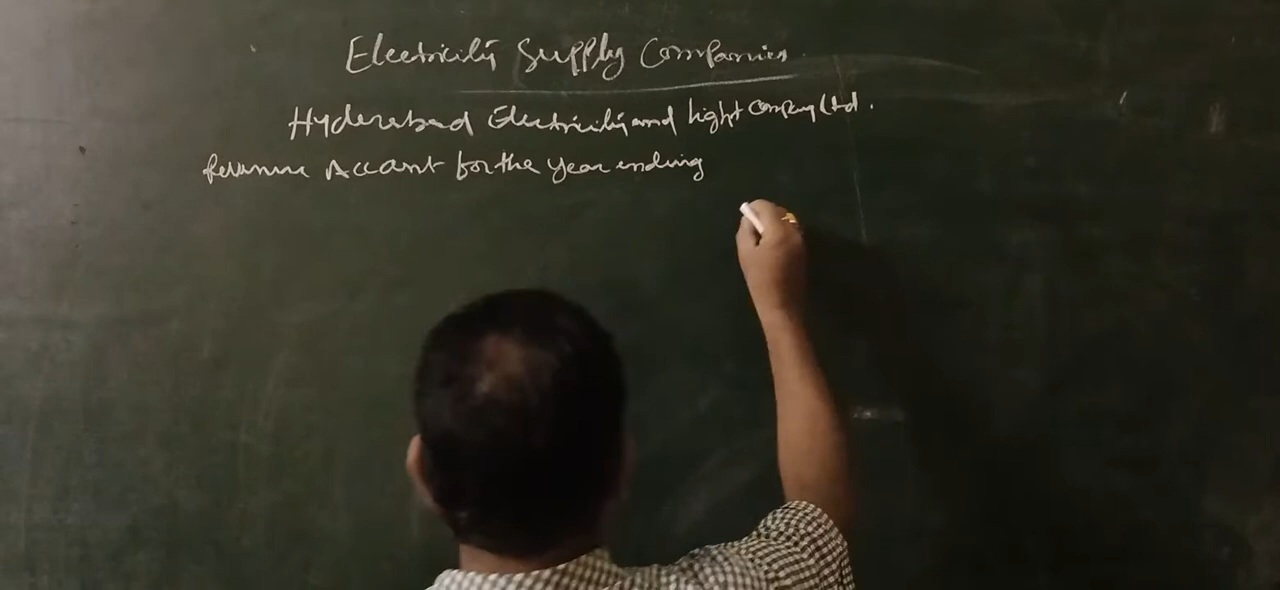 Electricity Supply Companies
Hyderabad Electricity and Light Company Ltd.
Revenue Account for the year ending